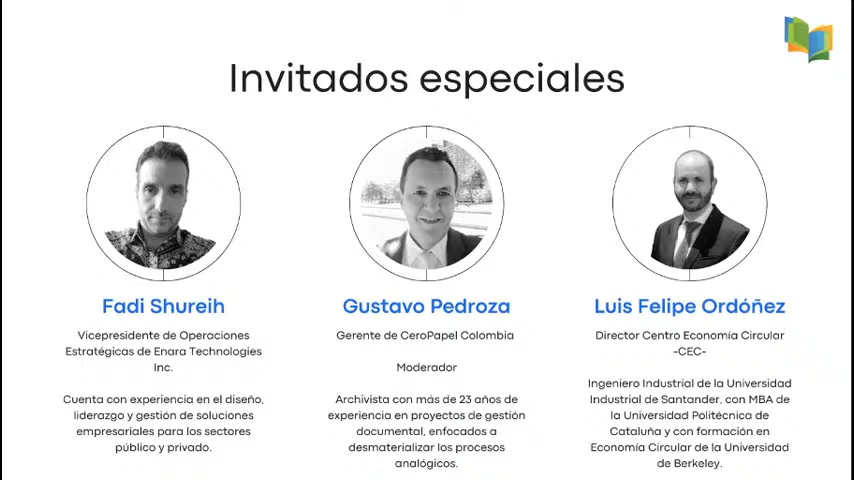 Invitados especiales
Fadi Shureih
Vicepresidente de Operaciones
Estratégicas de Enara Technologies
Inc.
Cuenta con experiencia en el diseño,
liderazgo y gestión de soluciones
empresariales para los sectores
público y privado.
Gustavo Pedroza
Gerente de CeroPapel Colombia
Moderador
Archivista con más de 23 años de
experiencia en proyectos de gestión
documental, enfocados a
desmaterializar los procesos
analógicos.
Luis Felipe Ordóñez
Director Centro Economía Circular
-CEC-
Ingeniero Industrial de la Universidad
Industrial de Santander, con MBA de
la Universidad Politécnica de
Cataluña y con formación en
Economía Circular de la Universidad
de Berkeley.